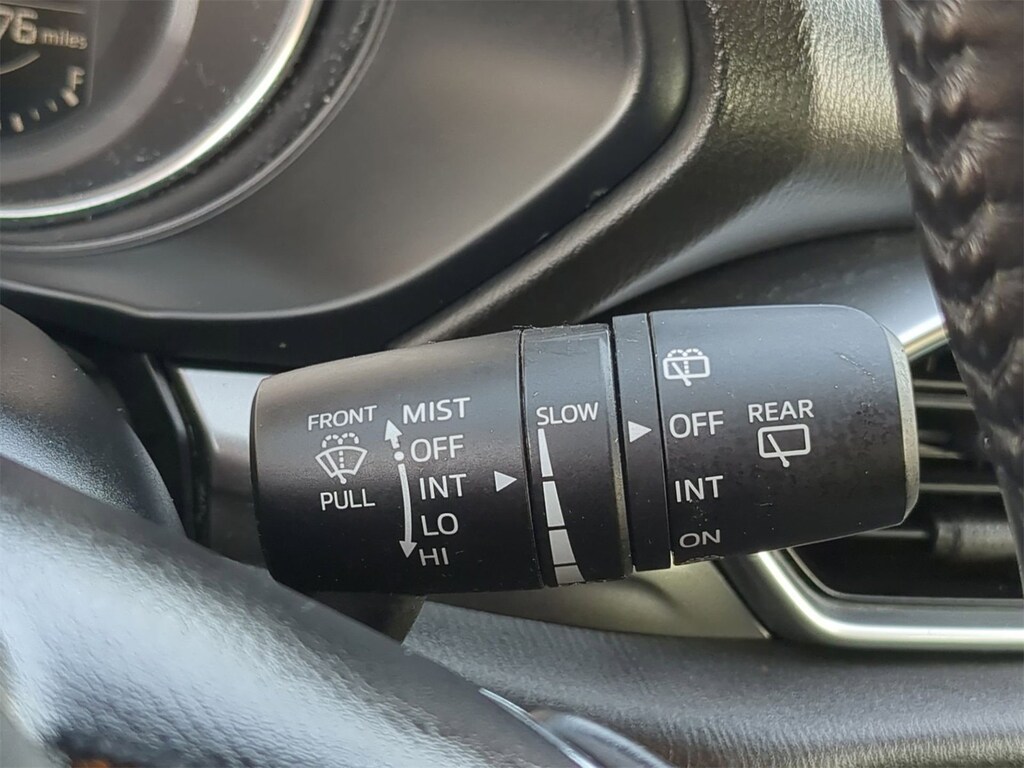 76 miles
F
FRONT
PULL
MIST
OFF
INT
LO
HI
SLOW
OFF
INT
ON
REAR